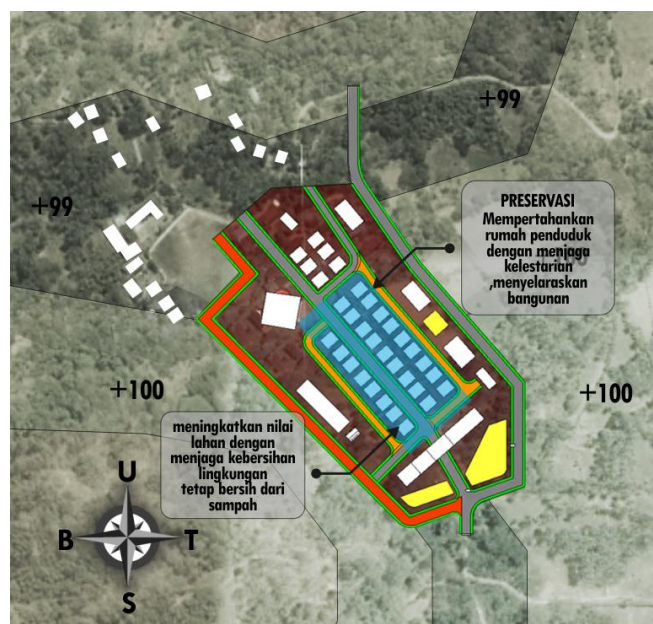 +99
+99
PRESERVASI
Mempertahankan
rumah penduduk
dengan menjaga
kelestarian
,menyelaraskan
bangunan
+100
+100
meningkatkan nilai
lahan dengan
menjaga kebersihan
lingkungan
tetap bersih dari
sampah
U
B T
S